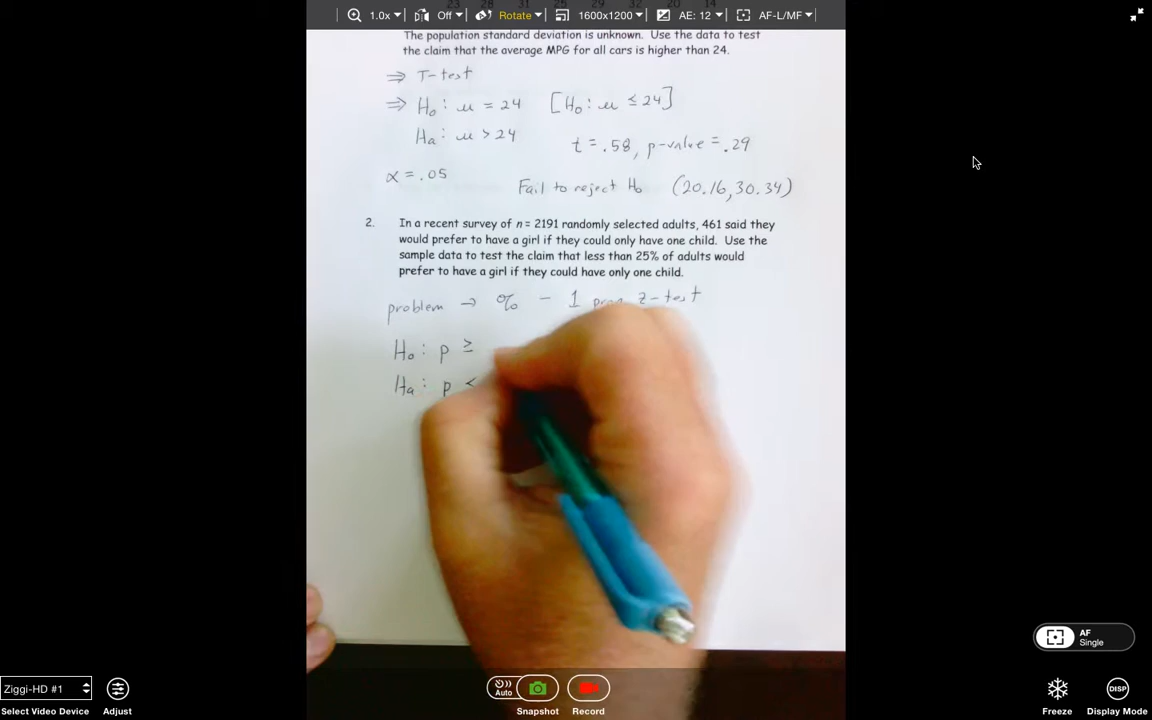 1.0x Off Rotate 1600x1200 AE: 12 AF-L/MF
The population standard deviation is unknown. Use the data to test
the claim that the average MPG for all cars is higher than 24.
⇒ T-test
⇒ H₀: μ = 24 [H₀: μ ≤ 24]
Ha: μ > 24
t = .58, p-value = .29
α = .05
Fail to reject H₀ (20.16, 30.34)
2. In a recent survey of n = 2191 randomly selected adults, 461 said they
would prefer to have a girl if they could only have one child. Use the
sample data to test the claim that less than 25% of adults would
prefer to have a girl if they could have only one child.
problem → % - 1 prop z-test
H₀: p ≥
Ha: p <
AF
Single
Ziggi-HD #1
Select Video Device
Adjust
Auto
Snapshot
Record
Freeze
DISP
Display Mode